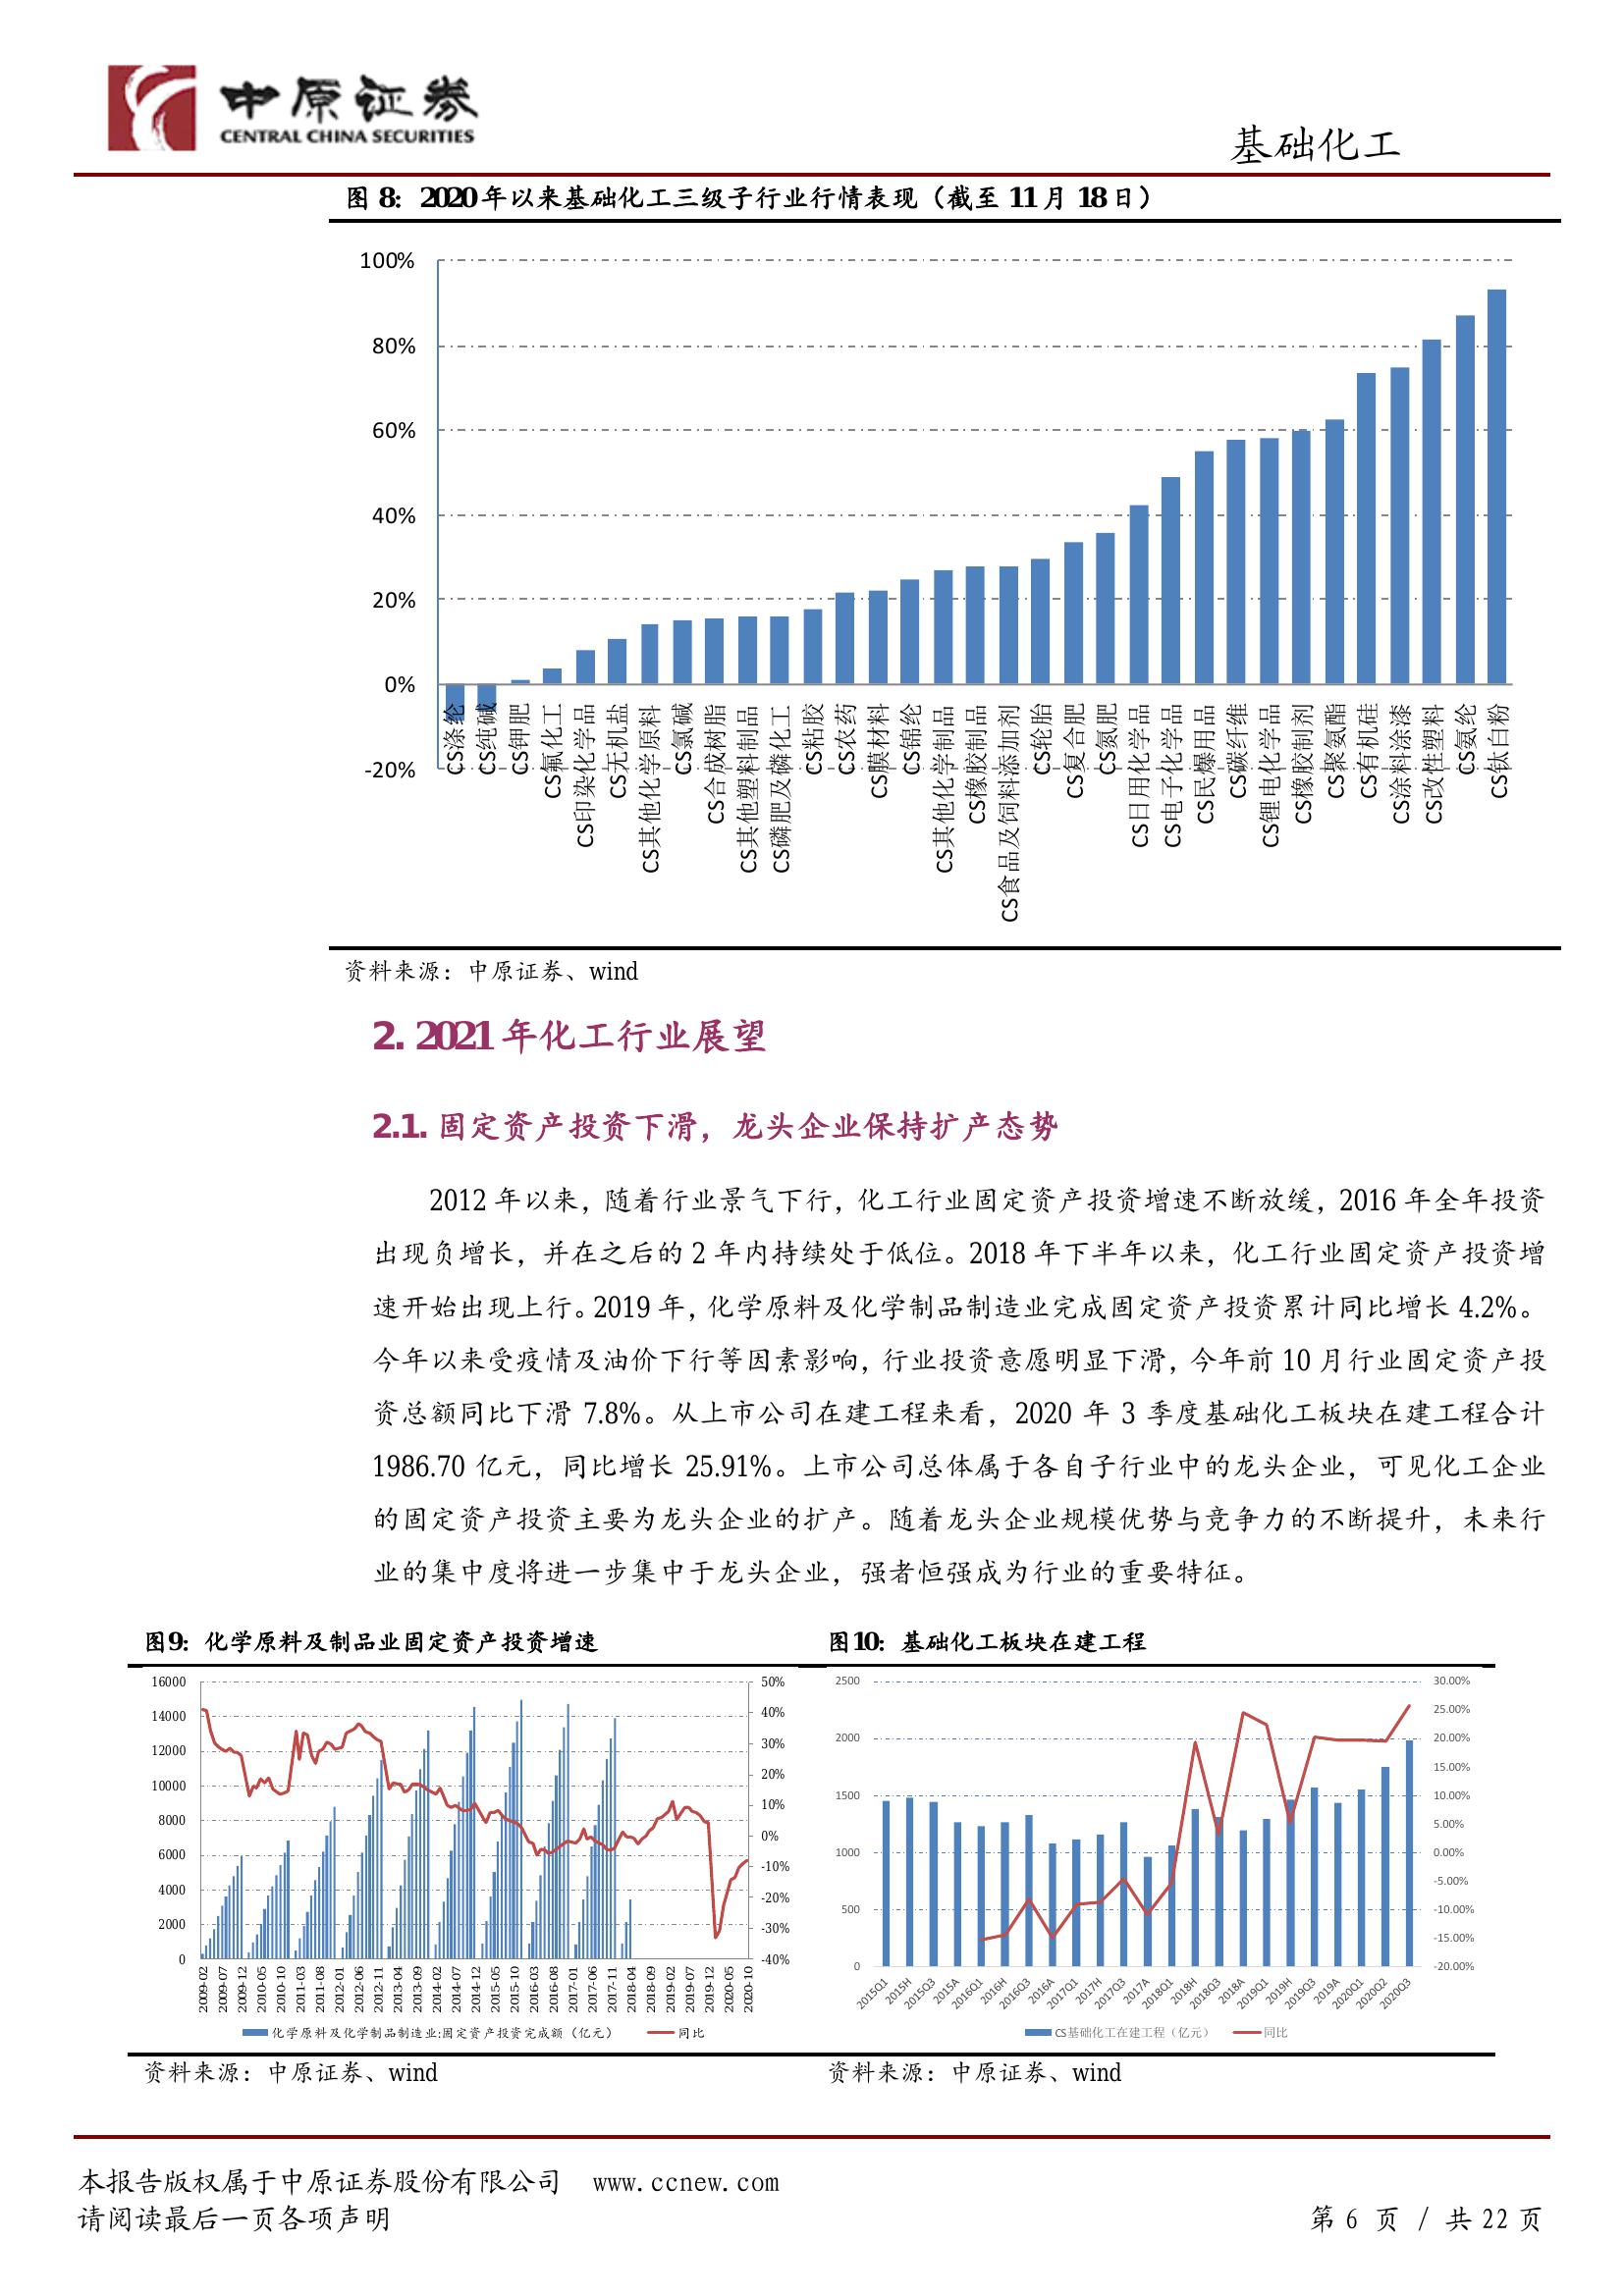 中原证券
CENTRAL CHINA SECURITIES
基础化工
图 8: 2020年以来基础化工三级子行业行情表现（截至 11 月 18 日）
100%
80%
60%
40%
20%
0%
-20%
CS涤纶
CS纯碱
CS钾肥
CS氟化工
CS印染化学品
CS无机盐
CS其他化学原料
CS氯碱
CS合成树脂
CS其他塑料制品
CS磷肥及磷化工
CS粘胶
CS农药
CS膜材料
CS锦纶
CS其他化学制品
CS橡胶制品
CS食品及饲料添加剂
CS轮胎
CS复合肥
CS氮肥
CS日用化学品
CS电子化学品
CS民爆用品
CS碳纤维
CS锂电化学品
CS橡胶制剂
CS聚氨酯
CS有机硅
CS涂料涂漆
CS改性塑料
CS氨纶
CS钛白粉
资料来源：中原证券、wind
2. 2021 年化工行业展望
2.1. 固定资产投资下滑，龙头企业保持扩产态势
2012 年以来，随着行业景气下行，化工行业固定资产投资增速不断放缓，2016 年全年投资
出现负增长，并在之后的 2 年内持续处于低位。2018 年下半年以来，化工行业固定资产投资增
速开始出现上行。2019 年，化学原料及化学制品制造业完成固定资产投资累计同比增长 4.2%。
今年以来受疫情及油价下行等因素影响，行业投资意愿明显下滑，今年前 10 月行业固定资产投
资总额同比下滑 7.8%。从上市公司在建工程来看，2020 年 3 季度基础化工板块在建工程合计
1986.70 亿元，同比增长 25.91%。上市公司总体属于各自子行业中的龙头企业，可见化工企业
的固定资产投资主要为龙头企业的扩产。随着龙头企业规模优势与竞争力的不断提升，未来行
业的集中度将进一步集中于龙头企业，强者恒强成为行业的重要特征。
图9: 化学原料及制品业固定资产投资增速
16000
14000
12000
10000
8000
6000
4000
2000
0
50%
40%
30%
20%
10%
0%
-10%
-20%
-30%
-40%
2009-02
2009-07
2009-12
2010-05
2010-10
2011-03
2011-08
2012-01
2012-06
2012-11
2013-04
2013-09
2014-02
2014-07
2014-12
2015-05
2015-10
2016-03
2016-08
2017-01
2017-06
2017-11
2018-04
2018-09
2019-02
2019-07
2019-12
2020-05
2020-10
化学原料及化学制品制造业:固定资产投资完成额（亿元）
同比
资料来源：中原证券、wind
图10: 基础化工板块在建工程
2500
2000
1500
1000
500
0
30.00%
25.00%
20.00%
15.00%
10.00%
5.00%
0.00%
-5.00%
-10.00%
-15.00%
-20.00%
2015Q1
2015H
2015Q3
2015A
2016Q1
2016H
2016Q3
2016A
2017Q1
2017H
2017Q3
2017A
2018Q1
2018H
2018Q3
2018A
2019Q1
2019H
2019Q3
2019A
2020Q1
2020Q2
2020Q3
CS基础化工在建工程（亿元）
同比
资料来源：中原证券、wind
本报告版权属于中原证券股份有限公司 www.ccnew.com
请阅读最后一页各项声明
第 6 页 / 共 22 页